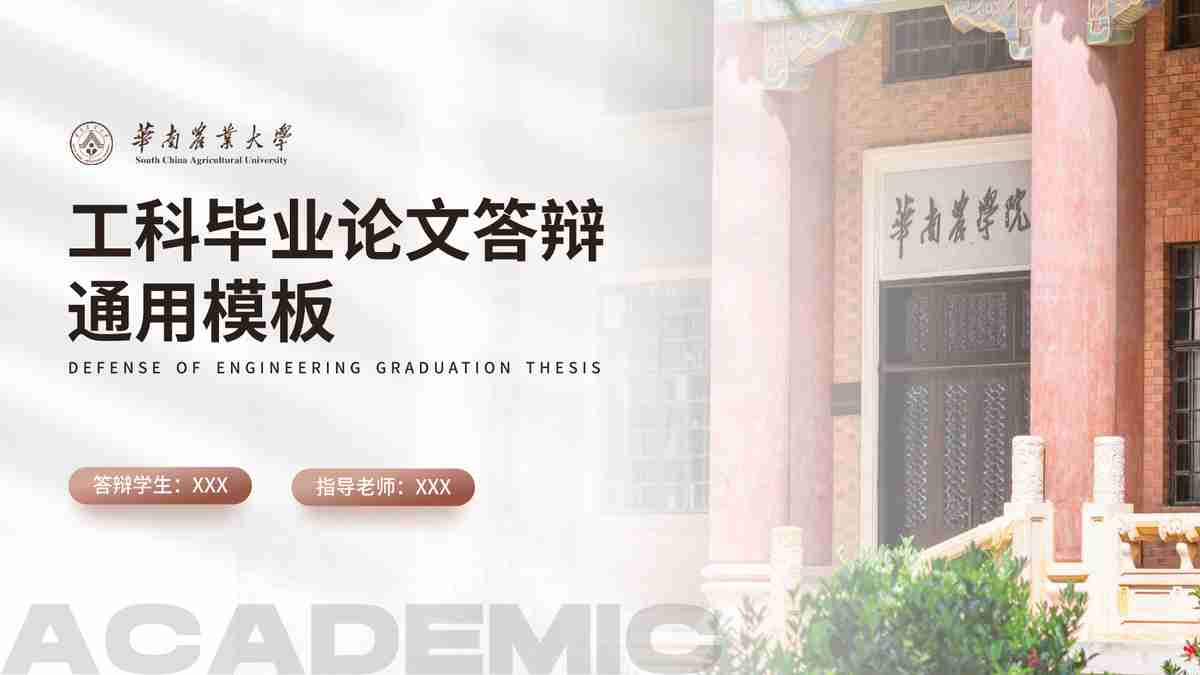 華南農業大學
South China Agricultural University
工科毕业论文答辩
通用模板
DEFENSE OF ENGINEERING GRADUATION THESIS
答辩学生：XXX
指导老师：XXX
ACADEMIC
華南農學院